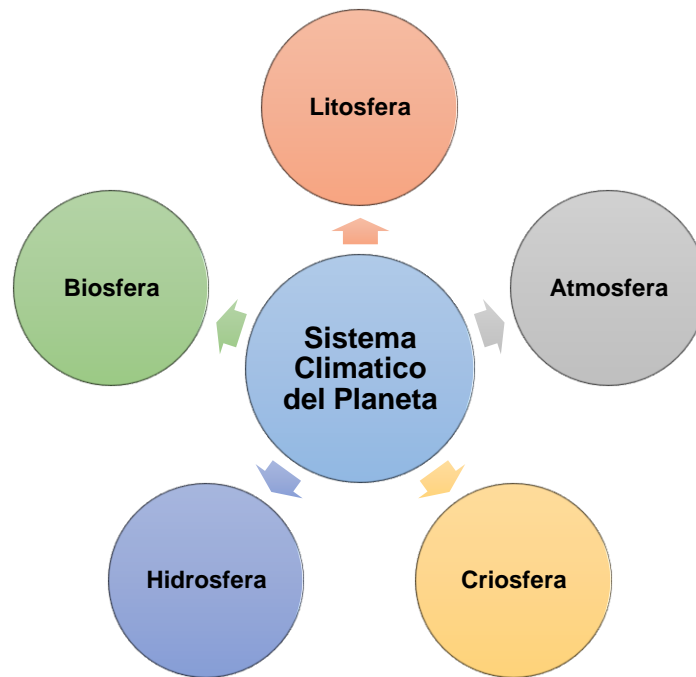 Litosfera
Biosfera
Atmosfera
Sistema
Climatico
del Planeta
Hidrosfera
Criosfera